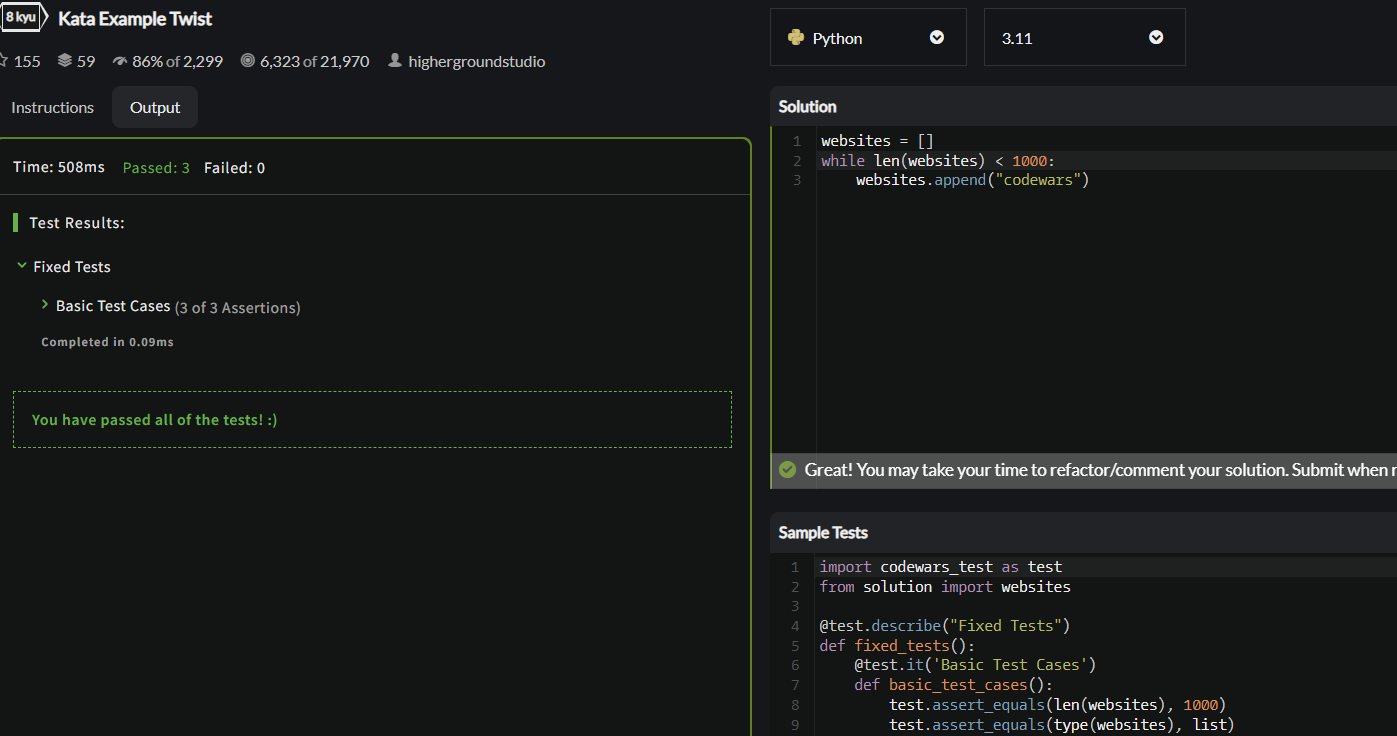 8 kyu Kata Example Twist
155 59 86% of 2,299 6,323 of 21,970 highergroundstudio
Instructions Output
Time: 508ms Passed: 3 Failed: 0
Test Results:
Fixed Tests
Basic Test Cases (3 of 3 Assertions)
Completed in 0.09ms
You have passed all of the tests! :)
Python 3.11
Solution
1 websites = []
2 while len(websites) < 1000:
3     websites.append("codewars")
Great! You may take your time to refactor/comment your solution. Submit when
Sample Tests
1 import codewars_test as test
2 from solution import websites
3
4 @test.describe("Fixed Tests")
5 def fixed_tests():
6     @test.it('Basic Test Cases')
7     def basic_test_cases():
8         test.assert_equals(len(websites), 1000)
9         test.assert_equals(type(websites), list)